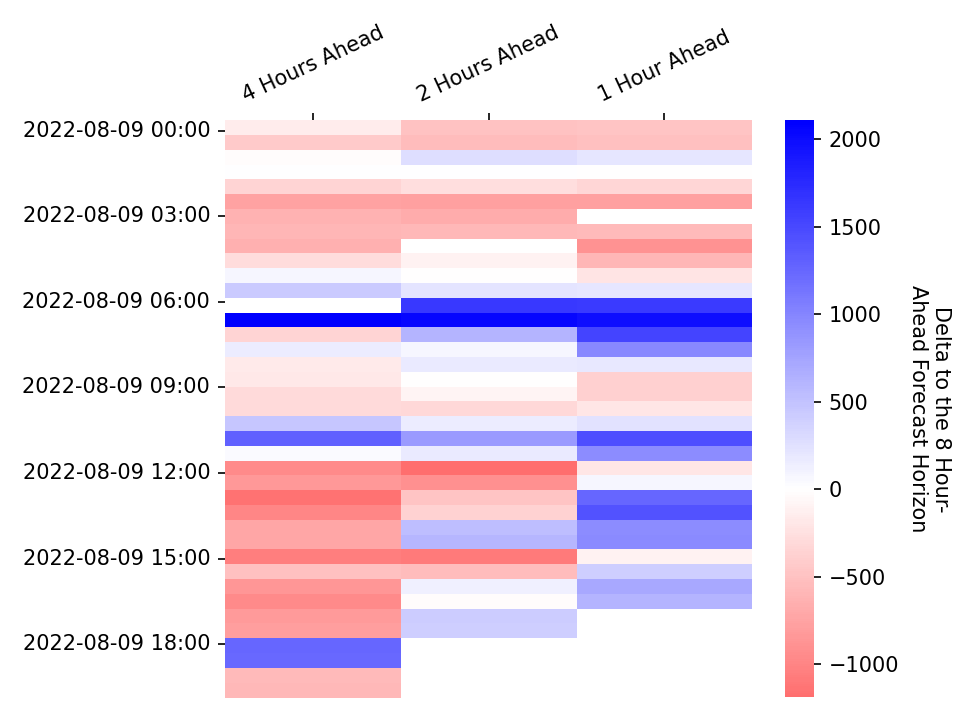 4 Hours Ahead
2 Hours Ahead
1 Hour Ahead
2022-08-09 00:00
2022-08-09 03:00
2022-08-09 06:00
2022-08-09 09:00
2022-08-09 12:00
2022-08-09 15:00
2022-08-09 18:00
2000
1500
1000
500
0
−500
−1000
Delta to the 8 Hour-
Ahead Forecast Horizon